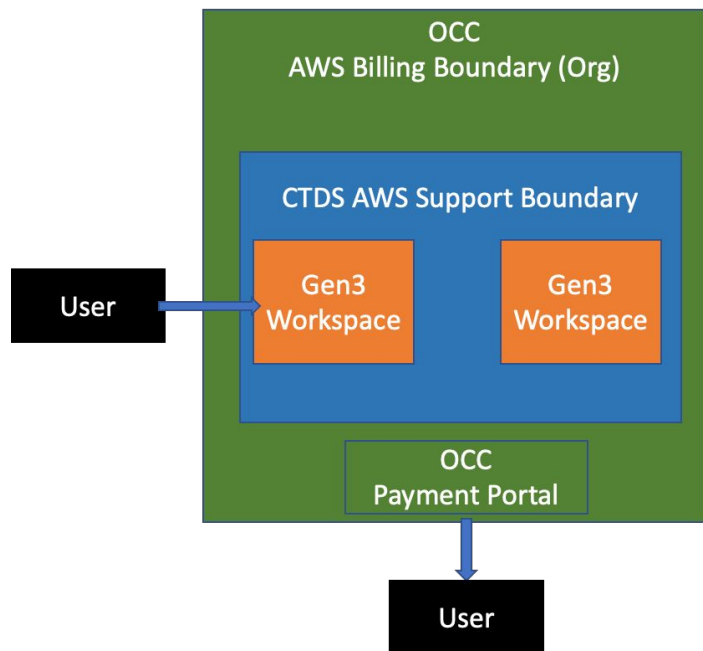 OCC
AWS Billing Boundary (Org)
CTDS AWS Support Boundary
Gen3
Workspace
Gen3
Workspace
User
OCC
Payment Portal
User